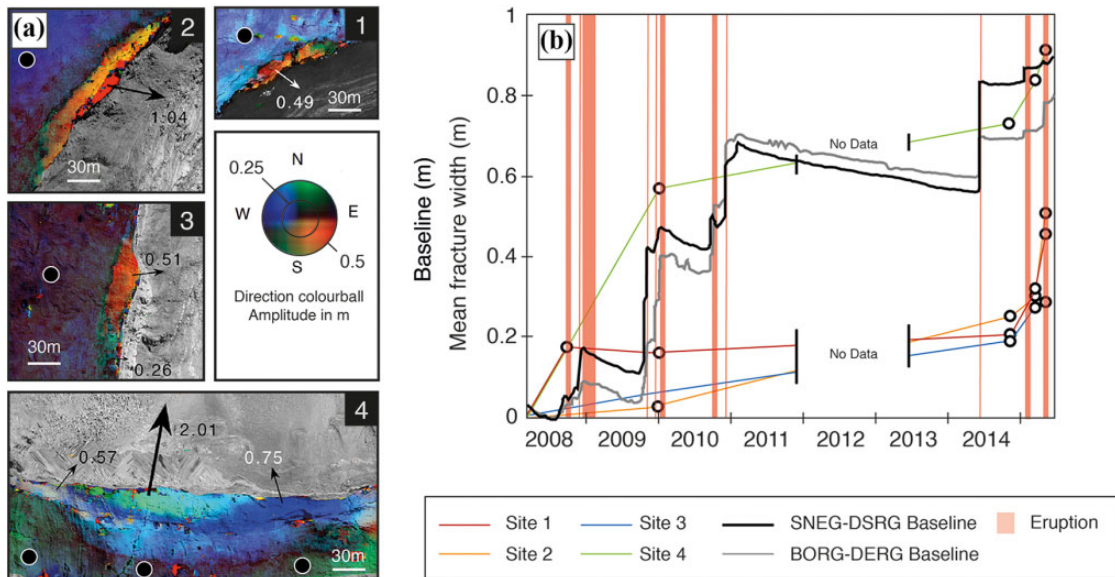 (a)
2
1.04
30m
1
0.49
30m
3
0.51
0.26
30m
N
0.25
W
E
S
0.5
Direction colourball
Amplitude in m
4
0.57
2.01
0.75
30m
(b)
Baseline (m)
Mean fracture width (m)
1
0.8
0.6
0.4
0.2
0
No Data
No Data
2008 2009 2010 2011 2012 2013 2014
Site 1 Site 3 SNEG-DSRG Baseline Eruption
Site 2 Site 4 BORG-DERG Baseline